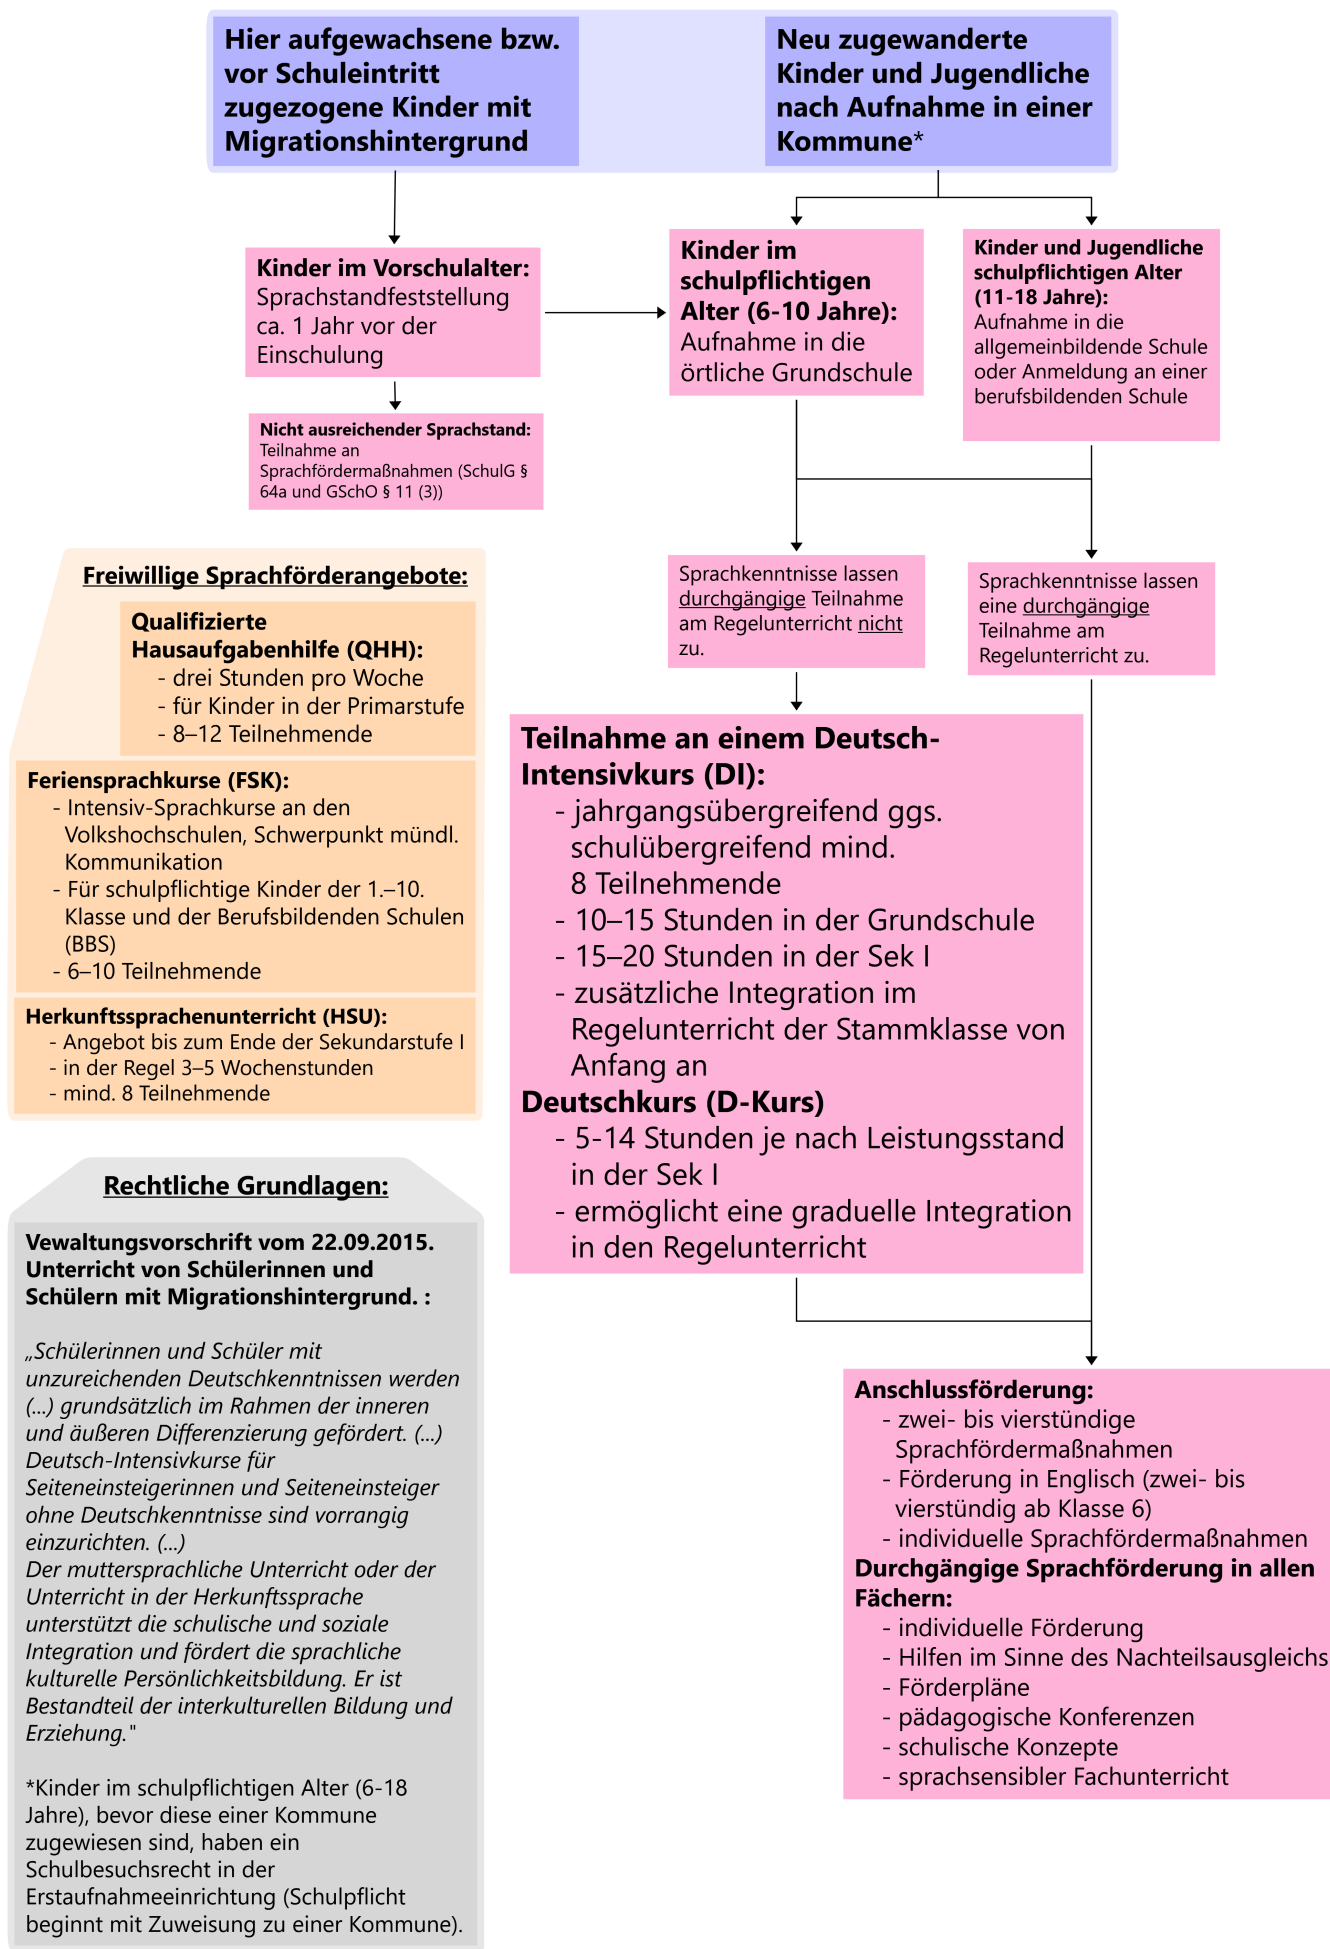 Hier aufgewachsene bzw.
vor Schuleintritt
zugezogene Kinder mit
Migrationshintergrund
Neu zugewanderte
Kinder und Jugendliche
nach Aufnahme in einer
Kommune*
Kinder im Vorschulalter:
Sprachstandfeststellung
ca. 1 Jahr vor der
Einschulung
Kinder im
schulpflichtigen
Alter (6-10 Jahre):
Aufnahme in die
örtliche Grundschule
Kinder und Jugendliche
schulpflichtigen Alter
(11-18 Jahre):
Aufnahme in die
allgemeinbildende Schule
oder Anmeldung an einer
berufsbildenden Schule
Nicht ausreichender Sprachstand:
Teilnahme an
Sprachfördermaßnahmen (SchulG §
64a und GSchO § 11 (3))
Sprachkenntnisse lassen
durchgängige Teilnahme
am Regelunterricht nicht
zu.
Sprachkenntnisse lassen
eine durchgängige
Teilnahme am
Regelunterricht zu.
Freiwillige Sprachförderangebote:
Qualifizierte
Hausaufgabenhilfe (QHH):
- drei Stunden pro Woche
- für Kinder in der Primarstufe
- 8–12 Teilnehmende
Feriensprachkurse (FSK):
- Intensiv-Sprachkurse an den
Volkshochschulen, Schwerpunkt mündl.
Kommunikation
- Für schulpflichtige Kinder der 1.–10.
Klasse und der Berufsbildenden Schulen
(BBS)
- 6–10 Teilnehmende
Herkunftssprachenunterricht (HSU):
- Angebot bis zum Ende der Sekundarstufe I
- in der Regel 3–5 Wochenstunden
- mind. 8 Teilnehmende
Teilnahme an einem Deutsch-
Intensivkurs (DI):
- jahrgangsübergreifend ggs.
schulübergreifend mind.
8 Teilnehmende
- 10–15 Stunden in der Grundschule
- 15–20 Stunden in der Sek I
- zusätzliche Integration im
Regelunterricht der Stammklasse von
Anfang an
Deutschkurs (D-Kurs)
- 5-14 Stunden je nach Leistungsstand
in der Sek I
- ermöglicht eine graduelle Integration
in den Regelunterricht
Rechtliche Grundlagen:
Vewaltungsvorschrift vom 22.09.2015.
Unterricht von Schülerinnen und
Schülern mit Migrationshintergrund. :
„Schülerinnen und Schüler mit
unzureichenden Deutschkenntnissen werden
(...) grundsätzlich im Rahmen der inneren
und äußeren Differenzierung gefördert. (...)
Deutsch-Intensivkurse für
Seiteneinsteigerinnen und Seiteneinsteiger
ohne Deutschkenntnisse sind vorrangig
einzurichten. (...)
Der muttersprachliche Unterricht oder der
Unterricht in der Herkunftssprache
unterstützt die schulische und soziale
Integration und fördert die sprachliche
kulturelle Persönlichkeitsbildung. Er ist
Bestandteil der interkulturellen Bildung und
Erziehung."
*Kinder im schulpflichtigen Alter (6-18
Jahre), bevor diese einer Kommune
zugewiesen sind, haben ein
Schulbesuchsrecht in der
Erstaufnahmeeinrichtung (Schulpflicht
beginnt mit Zuweisung zu einer Kommune).
Anschlussförderung:
- zwei- bis vierstündige
Sprachfördermaßnahmen
- Förderung in Englisch (zwei- bis
vierstündig ab Klasse 6)
- individuelle Sprachfördermaßnahmen
Durchgängige Sprachförderung in allen
Fächern:
- individuelle Förderung
- Hilfen im Sinne des Nachteilsausgleichs
- Förderpläne
- pädagogische Konferenzen
- schulische Konzepte
- sprachsensibler Fachunterricht